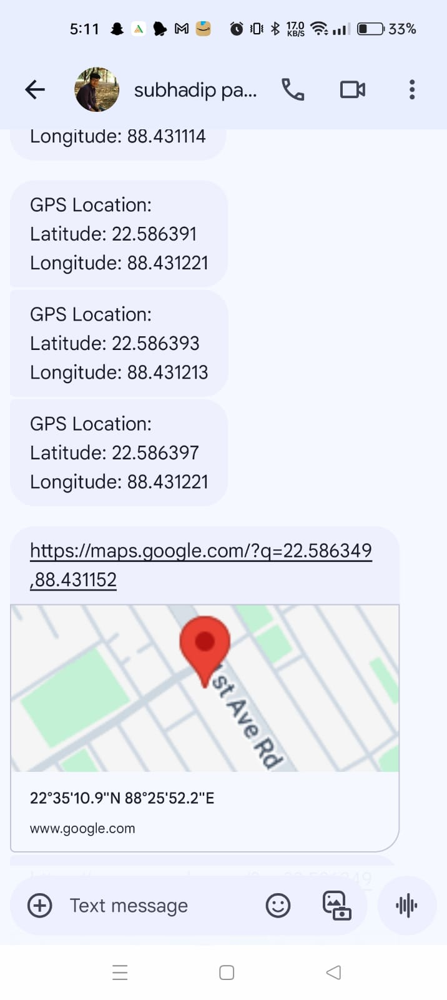 5:11 17.0 KB/S 33%
subhadip pa...
Longitude: 88.431114
GPS Location:
Latitude: 22.586391
Longitude: 88.431221
GPS Location:
Latitude: 22.586393
Longitude: 88.431213
GPS Location:
Latitude: 22.586397
Longitude: 88.431221
https://maps.google.com/?q=22.586349
,88.431152
1st Ave Rd
22°35'10.9"N 88°25'52.2"E
www.google.com
Text message